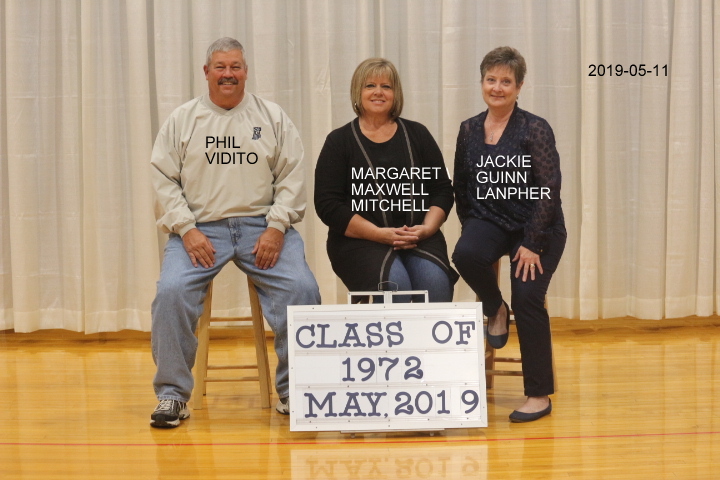 2019-05-11
PHIL
VIDITO
MARGARET
MAXWELL
MITCHELL
JACKIE
GUINN
LANPHER
CLASS OF
1972
MAY, 2019